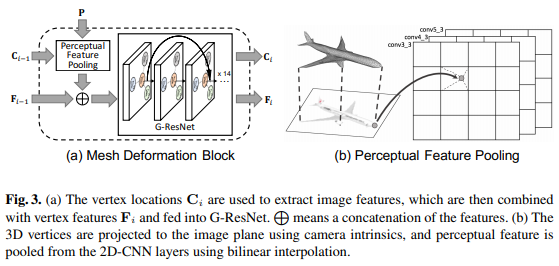 P
C_{i-1}
Perceptual
Feature
Pooling
F_{i-1}
⊕
x 14
G-ResNet
C_i
F_i
(a) Mesh Deformation Block
conv5_3
conv4_3
conv3_3
(b) Perceptual Feature Pooling
Fig. 3. (a) The vertex locations C_i are used to extract image features, which are then combined
with vertex features F_i and fed into G-ResNet. ⊕ means a concatenation of the features. (b) The
3D vertices are projected to the image plane using camera intrinsics, and perceptual feature is
pooled from the 2D-CNN layers using bilinear interpolation.